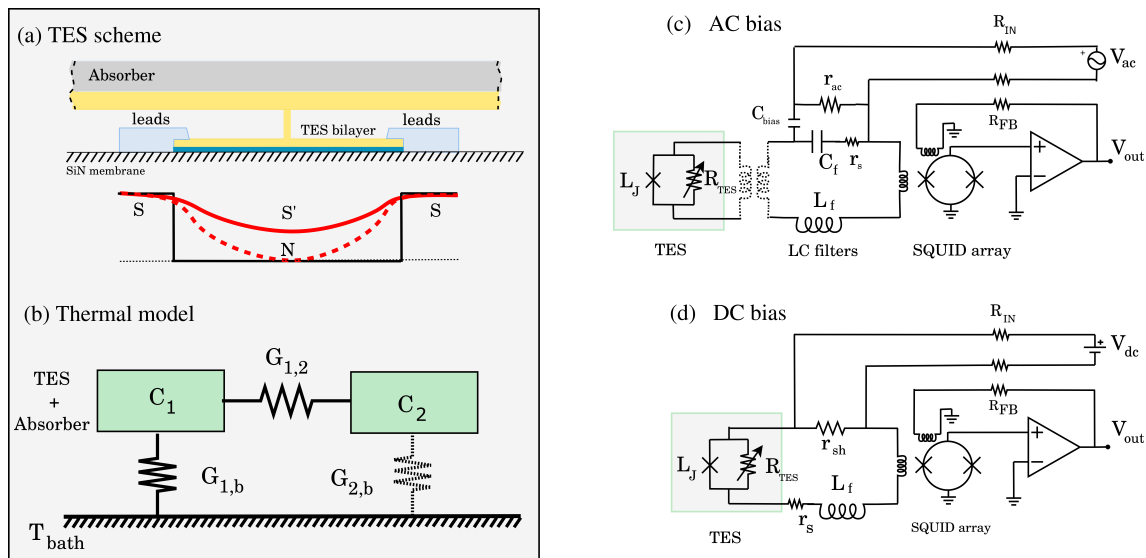 (a) TES scheme
Absorber
leads
TES bilayer
leads
SiN membrane
S
S'
S
N
(b) Thermal model
TES
+
Absorber
C1
G1,2
C2
G1,b
G2,b
Tbath
(c) AC bias
RIN
Vac
rac
Cbias
RFB
Vout
Cf
rs
LJ
RTES
Lf
TES
LC filters
SQUID array
(d) DC bias
RIN
Vdc
RFB
Vout
rsh
LJ
RTES
Lf
rs
TES
SQUID array